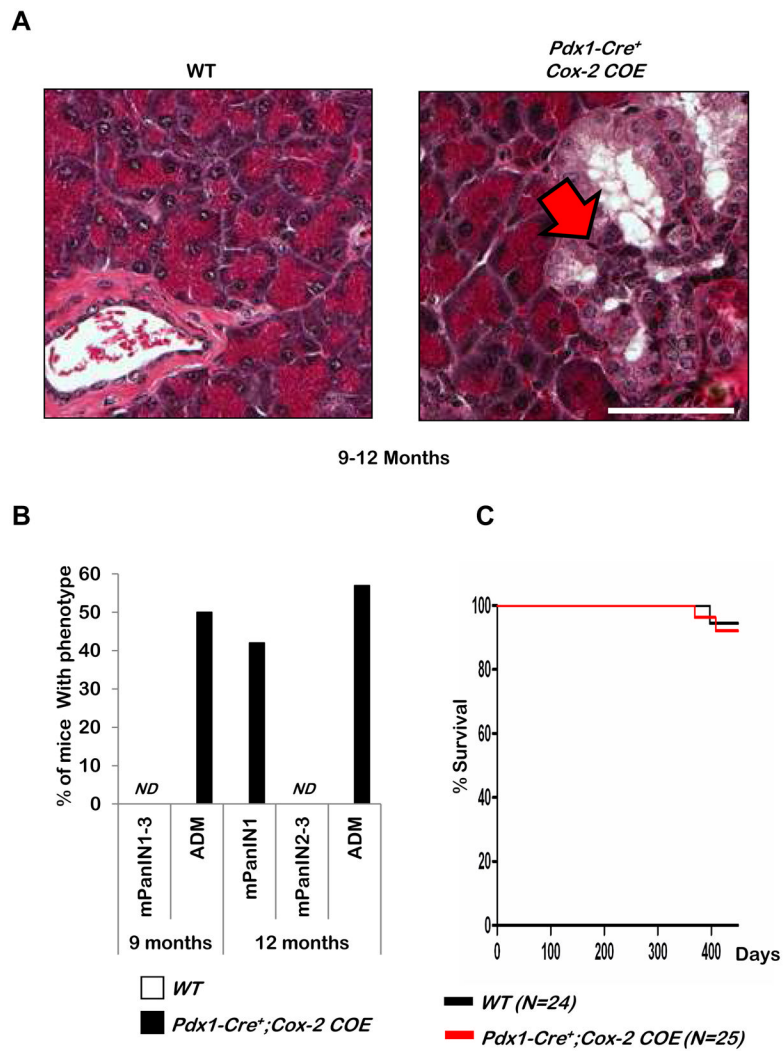 A
WT
Pdx1-Cre+
Cox-2 COE
9-12 Months
B
% of mice With phenotype
60
50
40
30
20
10
0
ND
ND
mPanIN1-3
ADM
mPanIN1
mPanIN2-3
ADM
9 months
12 months
WT
Pdx1-Cre+;Cox-2 COE
C
% Survival
100
80
60
40
20
0
0 100 200 300 400 Days
WT (N=24)
Pdx1-Cre+;Cox-2 COE (N=25)